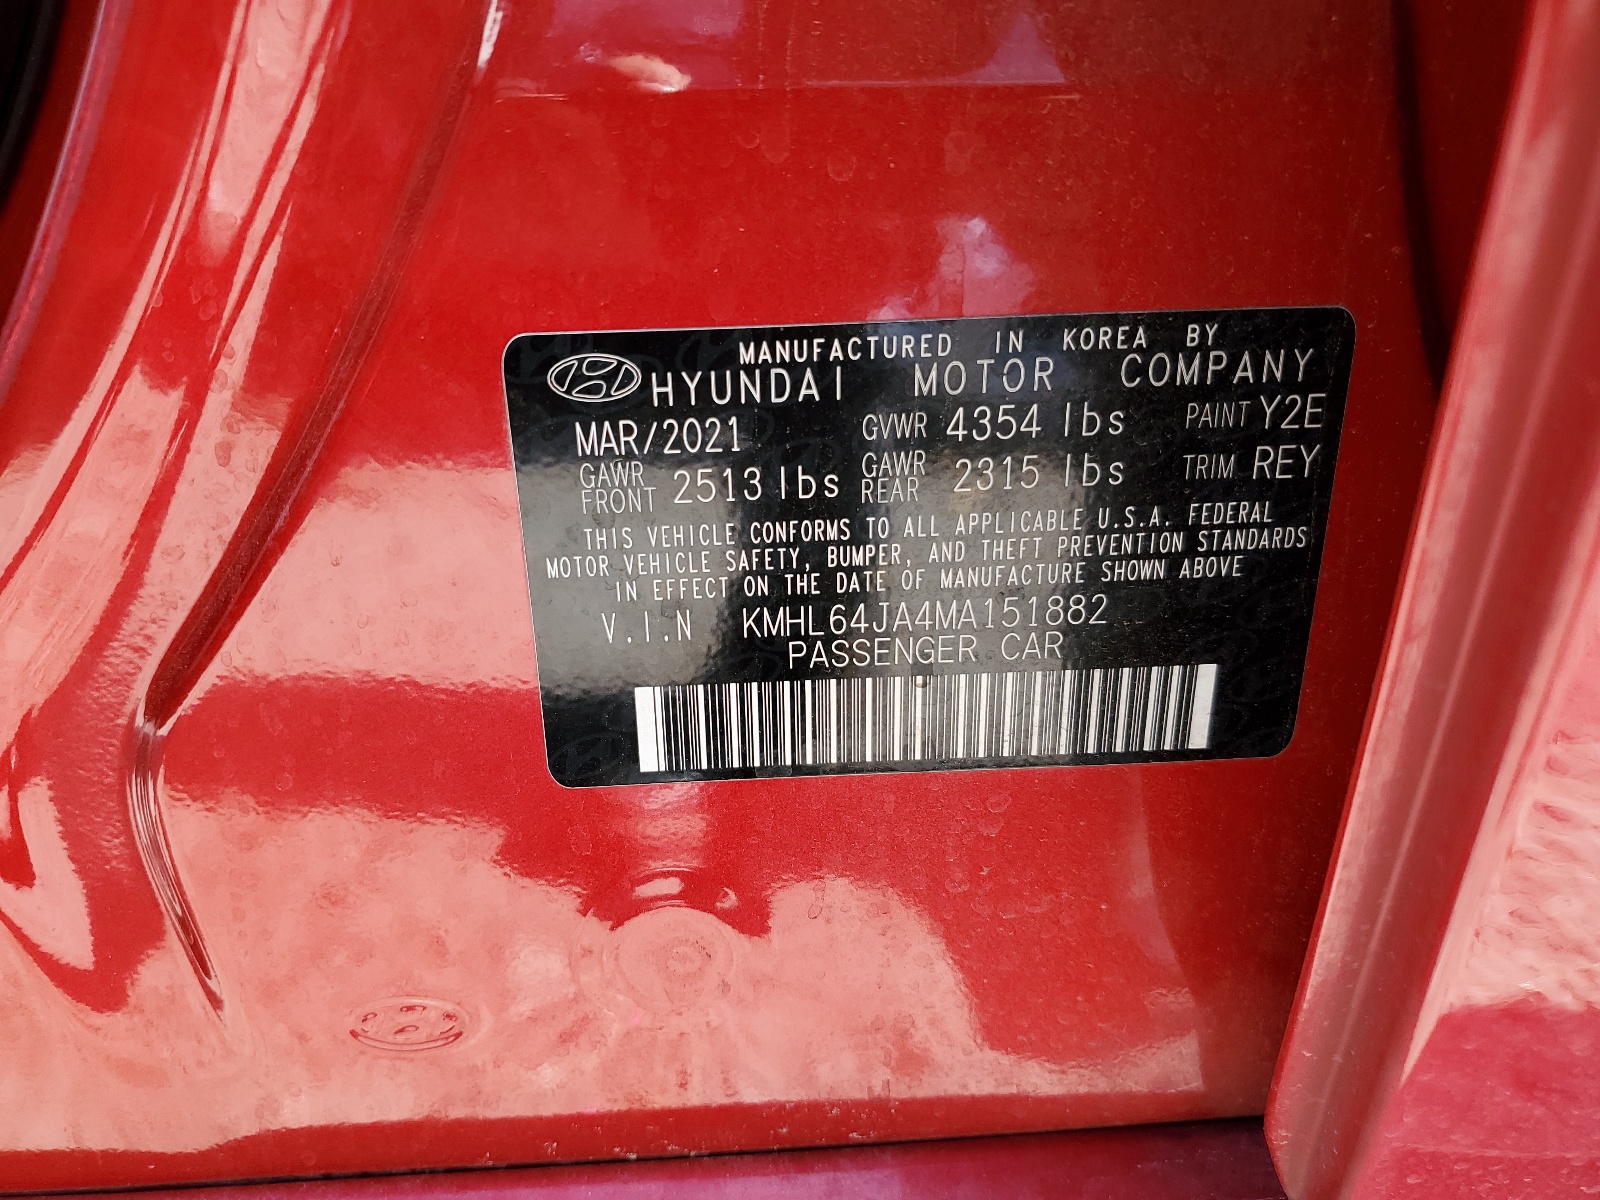 MANUFACTURED IN KOREA BY
HYUNDAI MOTOR COMPANY
MAR/2021 GVWR 4354 lbs PAINT Y2E
GAWR FRONT 2513 lbs GAWR REAR 2315 lbs TRIM REY
THIS VEHICLE CONFORMS TO ALL APPLICABLE U.S.A. FEDERAL
MOTOR VEHICLE SAFETY, BUMPER, AND THEFT PREVENTION STANDARDS
IN EFFECT ON THE DATE OF MANUFACTURE SHOWN ABOVE
V.I.N KMHL64JA4MA151882
PASSENGER CAR